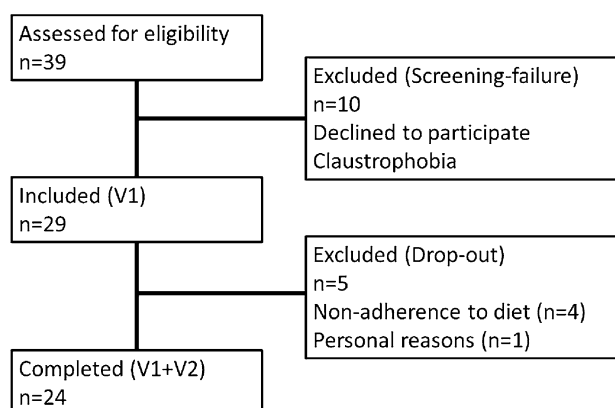 Assessed for eligibility
n=39
Excluded (Screening-failure)
n=10
Declined to participate
Claustrophobia
Included (V1)
n=29
Excluded (Drop-out)
n=5
Non-adherence to diet (n=4)
Personal reasons (n=1)
Completed (V1+V2)
n=24